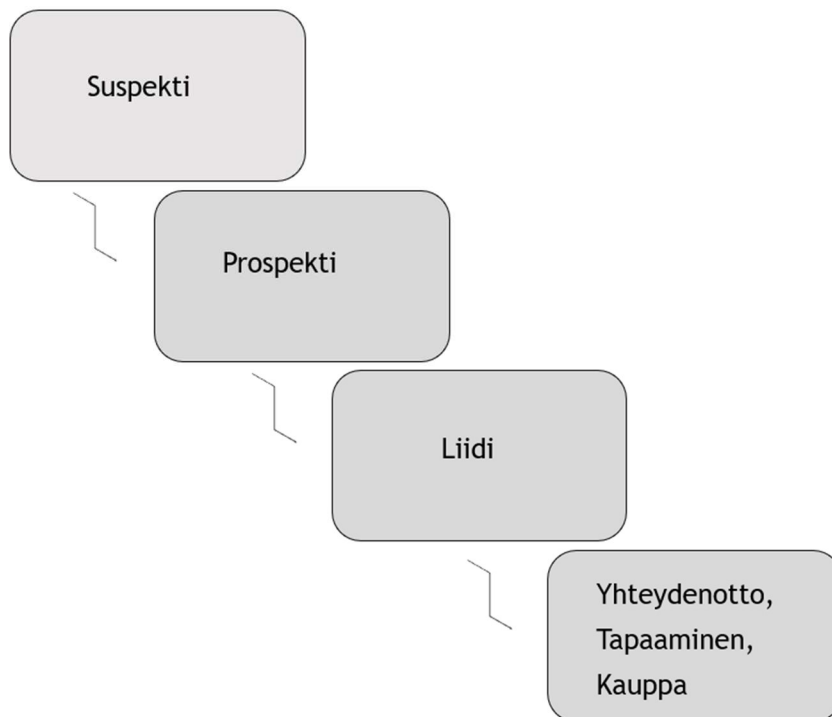 Suspekti
Prospekti
Liidi
Yhteydenotto,
Tapaaminen,
Kauppa